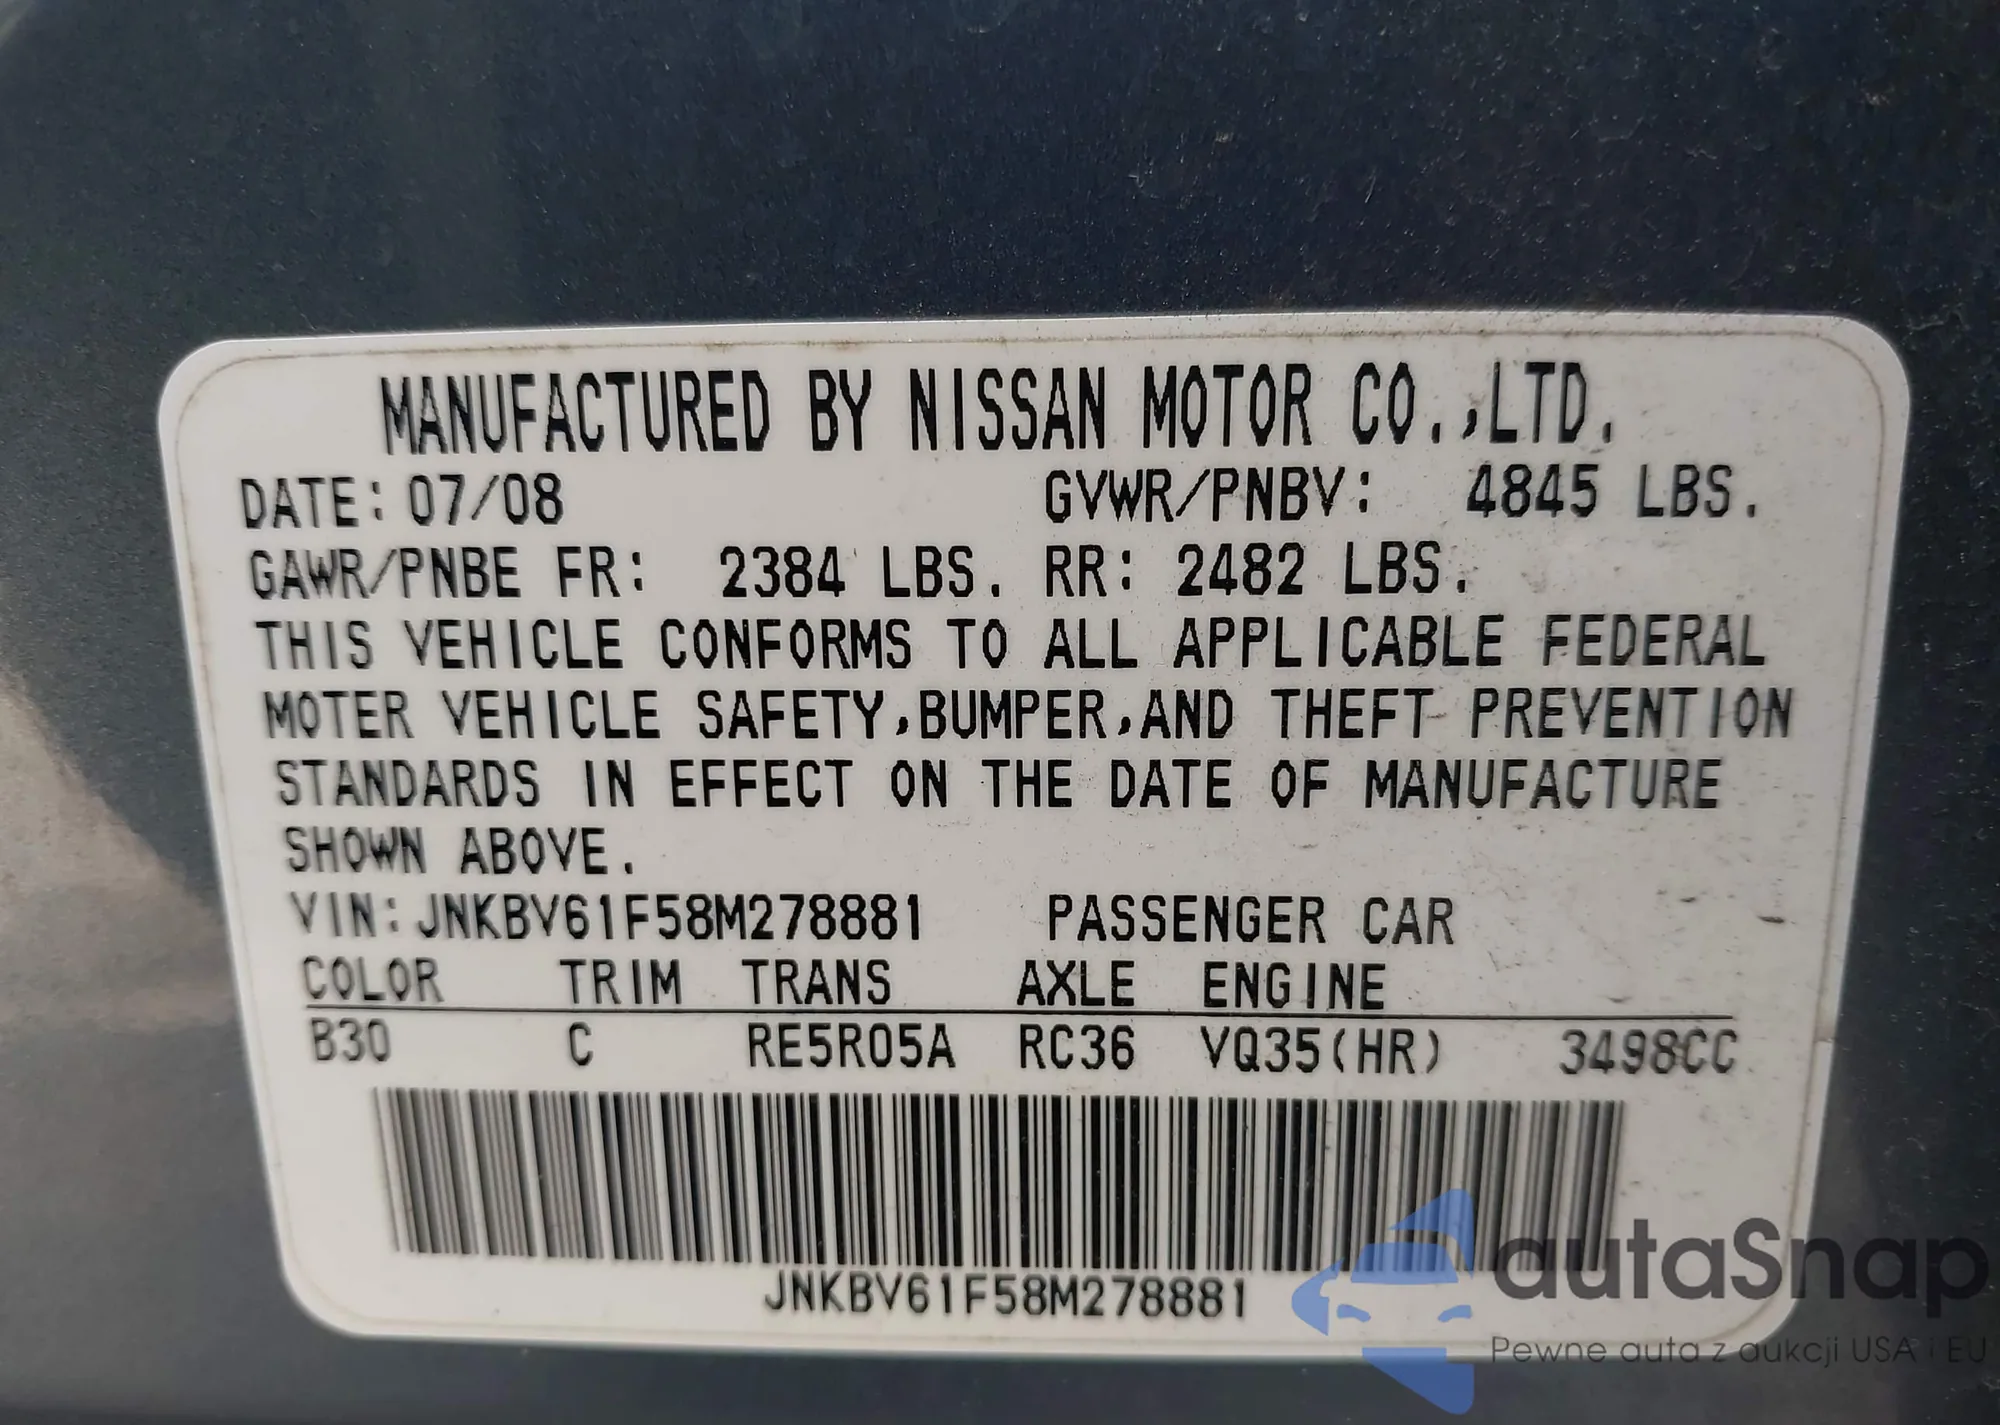 MANUFACTURED BY NISSAN MOTOR CO.,LTD.
DATE: 07/08 GVWR/PNBV: 4845 LBS.
GAWR/PNBE FR: 2384 LBS. RR: 2482 LBS.
THIS VEHICLE CONFORMS TO ALL APPLICABLE FEDERAL
MOTER VEHICLE SAFETY,BUMPER,AND THEFT PREVENTION
STANDARDS IN EFFECT ON THE DATE OF MANUFACTURE
SHOWN ABOVE.
VIN: JNKBV61F58M278881 PASSENGER CAR
COLOR TRIM TRANS AXLE ENGINE
B30 C RE5R05A RC36 VQ35(HR) 3498CC
JNKBV61F58M278881
autaSnap
Pewne auta z aukcji USA i EU